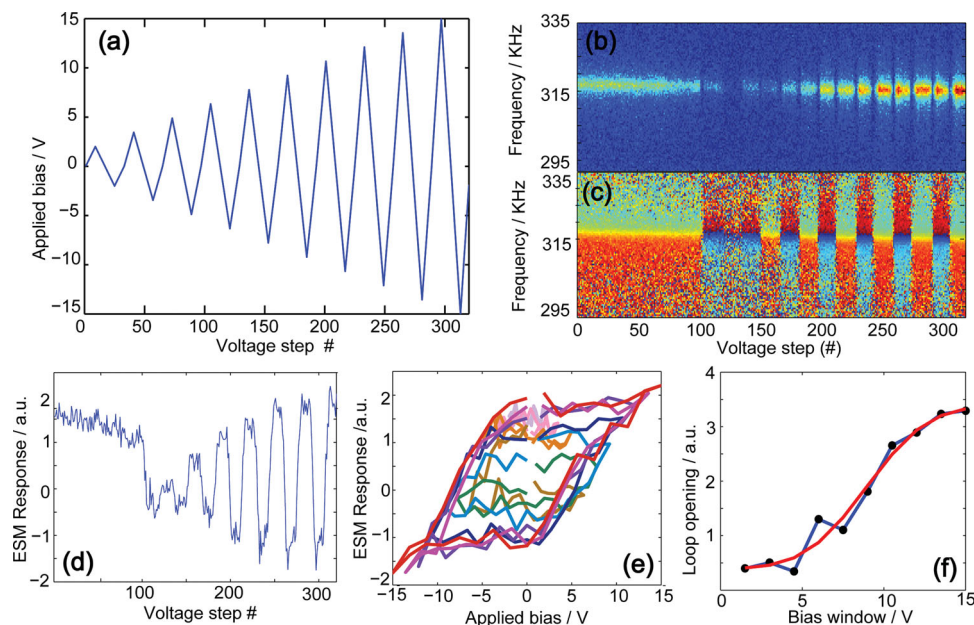 (a)
15
10
5
0
−5
−10
−15
Applied bias / V
0 50 100 150 200 250 300
Voltage step #
(b)
335
315
295
Frequency / KHz
(c)
335
315
295
Frequency / KHz
0 100 200 300
Voltage step (#)
(d)
2
1
0
−1
−2
ESM Response / a.u.
0 100 200 300
Voltage step #
(e)
2
1
0
−1
−2
ESM Response /a.u.
−15 −10 −5 0 5 10 15
Applied bias / V
(f)
4
3
2
1
Loop opening / a.u.
0 5 10 15
Bias window / V